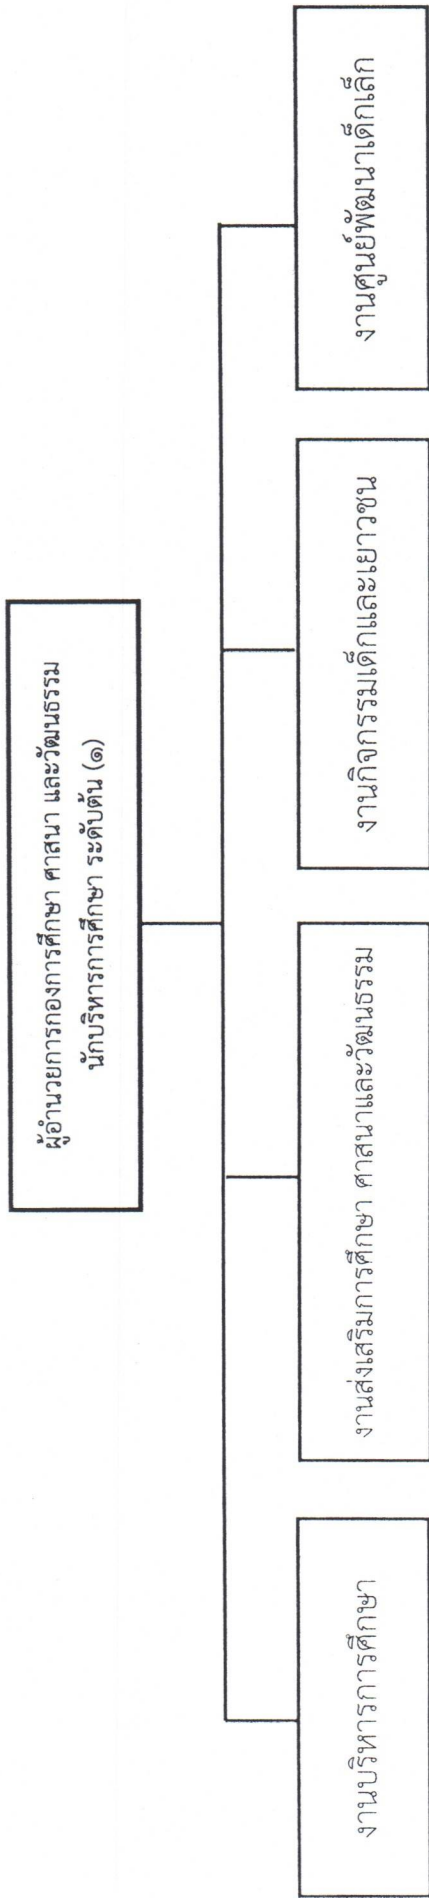 ผู้อำนวยการกองการศึกษา ศาสนา และวัฒนธรรม
นักบริหารการศึกษา ระดับต้น (๑)
งานบริหารการศึกษา
งานส่งเสริมการศึกษา ศาสนาและวัฒนธรรม
งานกิจกรรมเด็กและเยาวชน
งานศูนย์พัฒนาเด็กเล็ก